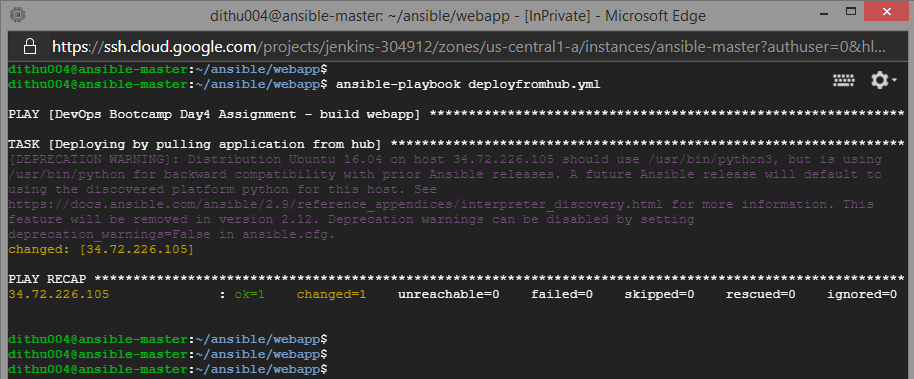 dithu004@ansible-master: ~/ansible/webapp - [InPrivate] - Microsoft Edge
https://ssh.cloud.google.com/projects/jenkins-304912/zones/us-central1-a/instances/ansible-master?authuser=0&hl...
dithu004@ansible-master:~/ansible/webapp$
dithu004@ansible-master:~/ansible/webapp$ ansible-playbook deployfromhub.yml
PLAY [DevOps Bootcamp Day4 Assignment - build webapp] *************************************************************
TASK [Deploying by pulling application from hub] ******************************************************************
[DEPRECATION WARNING]: Distribution Ubuntu 16.04 on host 34.72.226.105 should use /usr/bin/python3, but is using
/usr/bin/python for backward compatibility with prior Ansible releases. A future Ansible release will default to
using the discovered platform python for this host. See
https://docs.ansible.com/ansible/2.9/reference_appendices/interpreter_discovery.html for more information. This
feature will be removed in version 2.12. Deprecation warnings can be disabled by setting
deprecation_warnings=False in ansible.cfg.
changed: [34.72.226.105]
PLAY RECAP ********************************************************************************************************
34.72.226.105 : ok=1 changed=1 unreachable=0 failed=0 skipped=0 rescued=0 ignored=0
dithu004@ansible-master:~/ansible/webapp$
dithu004@ansible-master:~/ansible/webapp$
dithu004@ansible-master:~/ansible/webapp$